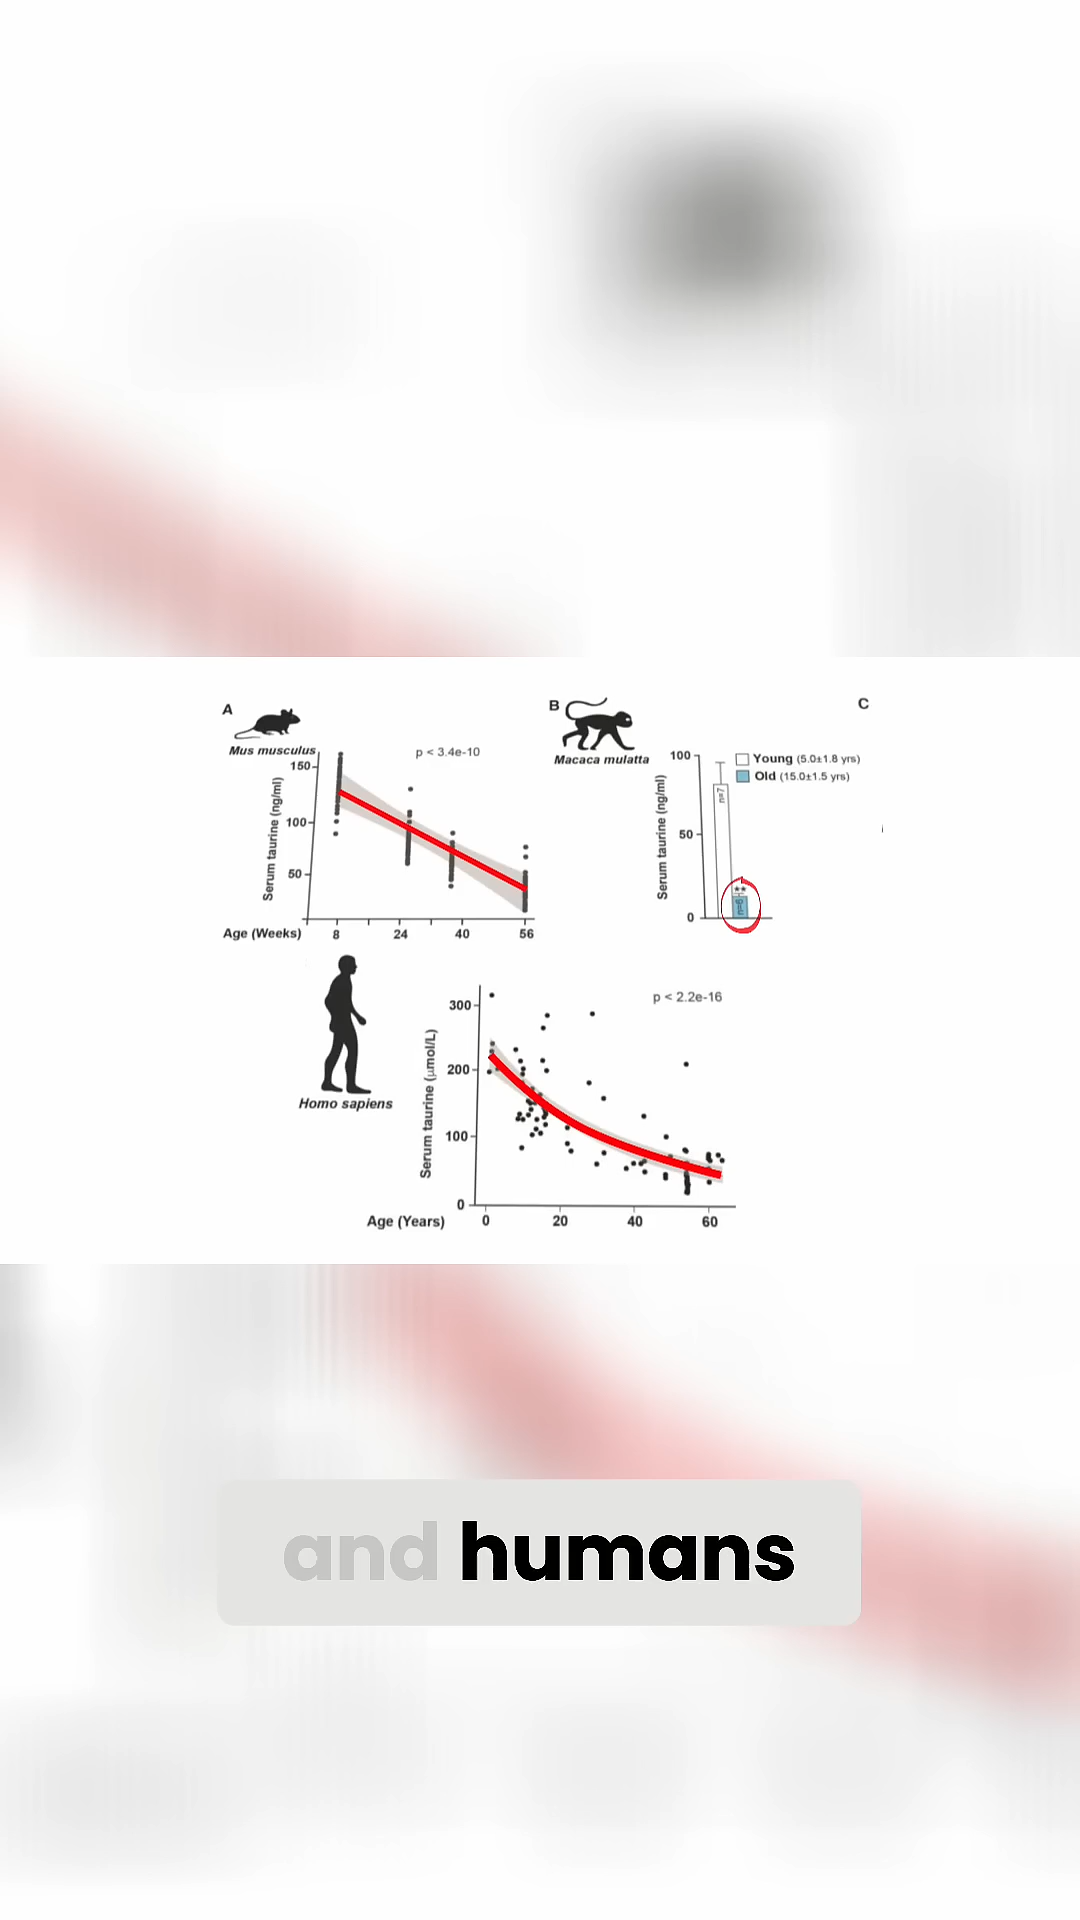 A
Mus musculus
p < 3.4e-10
Serum taurine (ng/ml)
150
100
50
Age (Weeks)
8
24
40
56
B
Macaca mulatta
Serum taurine (ng/ml)
100
50
0
Young (5.0±1.8 yrs)
Old (15.0±1.5 yrs)
n=7
**
n=6
C
Homo sapiens
p < 2.2e-16
Serum taurine (μmol/L)
300
200
100
0
Age (Years)
0
20
40
60
and humans